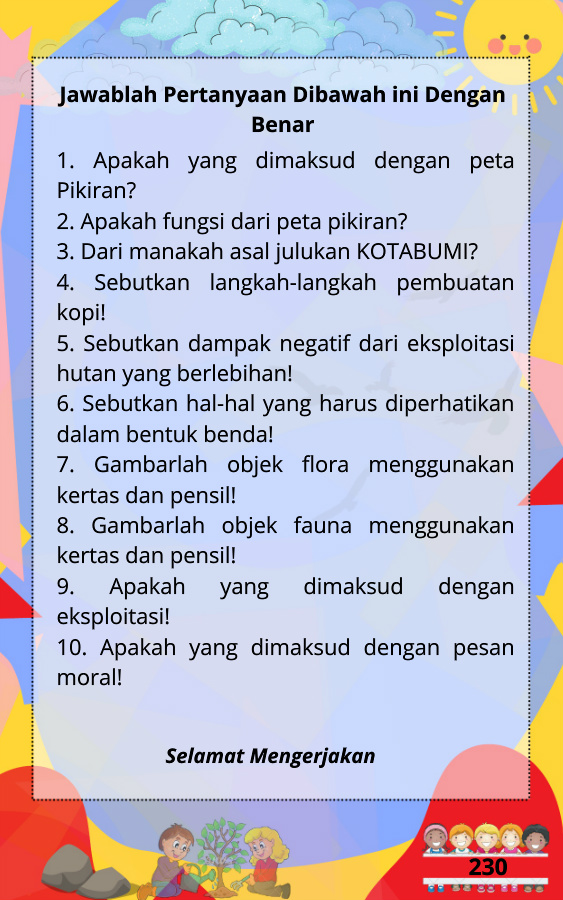 Jawablah Pertanyaan Dibawah ini Dengan
Benar
1. Apakah yang dimaksud dengan peta
Pikiran?
2. Apakah fungsi dari peta pikiran?
3. Dari manakah asal julukan KOTABUMI?
4. Sebutkan langkah-langkah pembuatan
kopi!
5. Sebutkan dampak negatif dari eksploitasi
hutan yang berlebihan!
6. Sebutkan hal-hal yang harus diperhatikan
dalam bentuk benda!
7. Gambarlah objek flora menggunakan
kertas dan pensil!
8. Gambarlah objek fauna menggunakan
kertas dan pensil!
9. Apakah yang dimaksud dengan
eksploitasi!
10. Apakah yang dimaksud dengan pesan
moral!
Selamat Mengerjakan
230